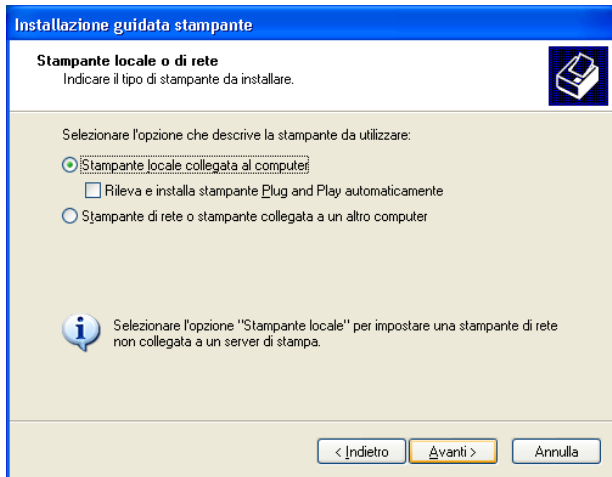 Installazione guidata stampante
Stampante locale o di rete
Indicare il tipo di stampante da installare.
Selezionare l'opzione che descrive la stampante da utilizzare:
Stampante locale collegata al computer
Rileva e installa stampante Plug and Play automaticamente
Stampante di rete o stampante collegata a un altro computer
Selezionare l'opzione "Stampante locale" per impostare una stampante di rete
non collegata a un server di stampa.
< Indietro Avanti > Annulla